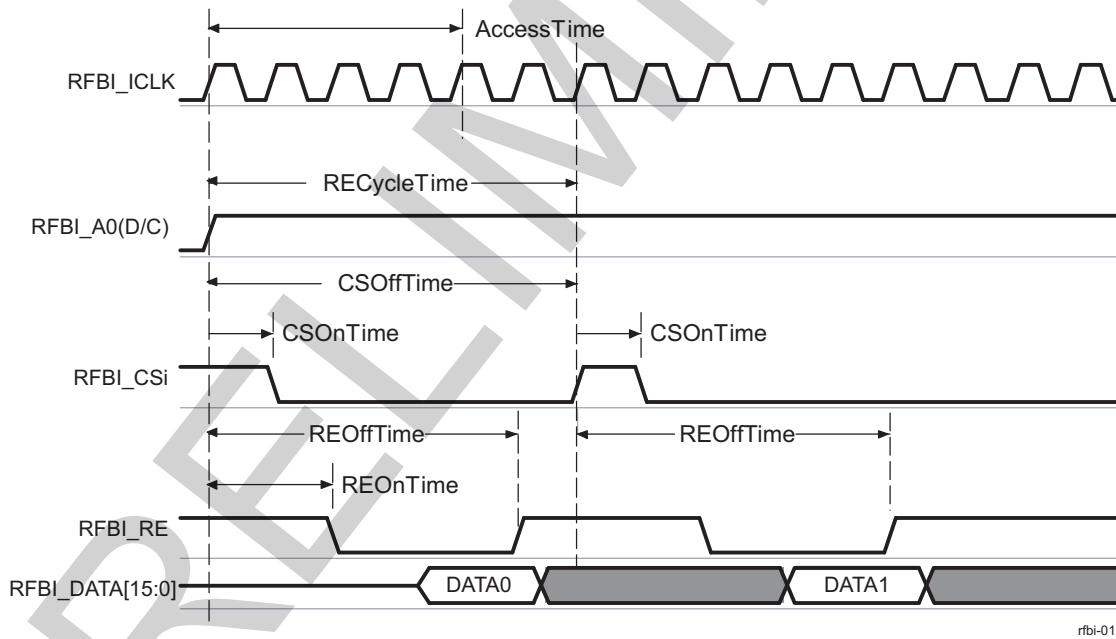 AccessTime
RFBI_ICLK
RECycleTime
RFBI_A0(D/C)
CSOffTime
CSOnTime
CSOnTime
RFBI_CSi
REOffTime
REOffTime
REOnTime
RFBI_RE
RFBI_DATA[15:0]
DATA0
DATA1
rfbi-01
RELIMI